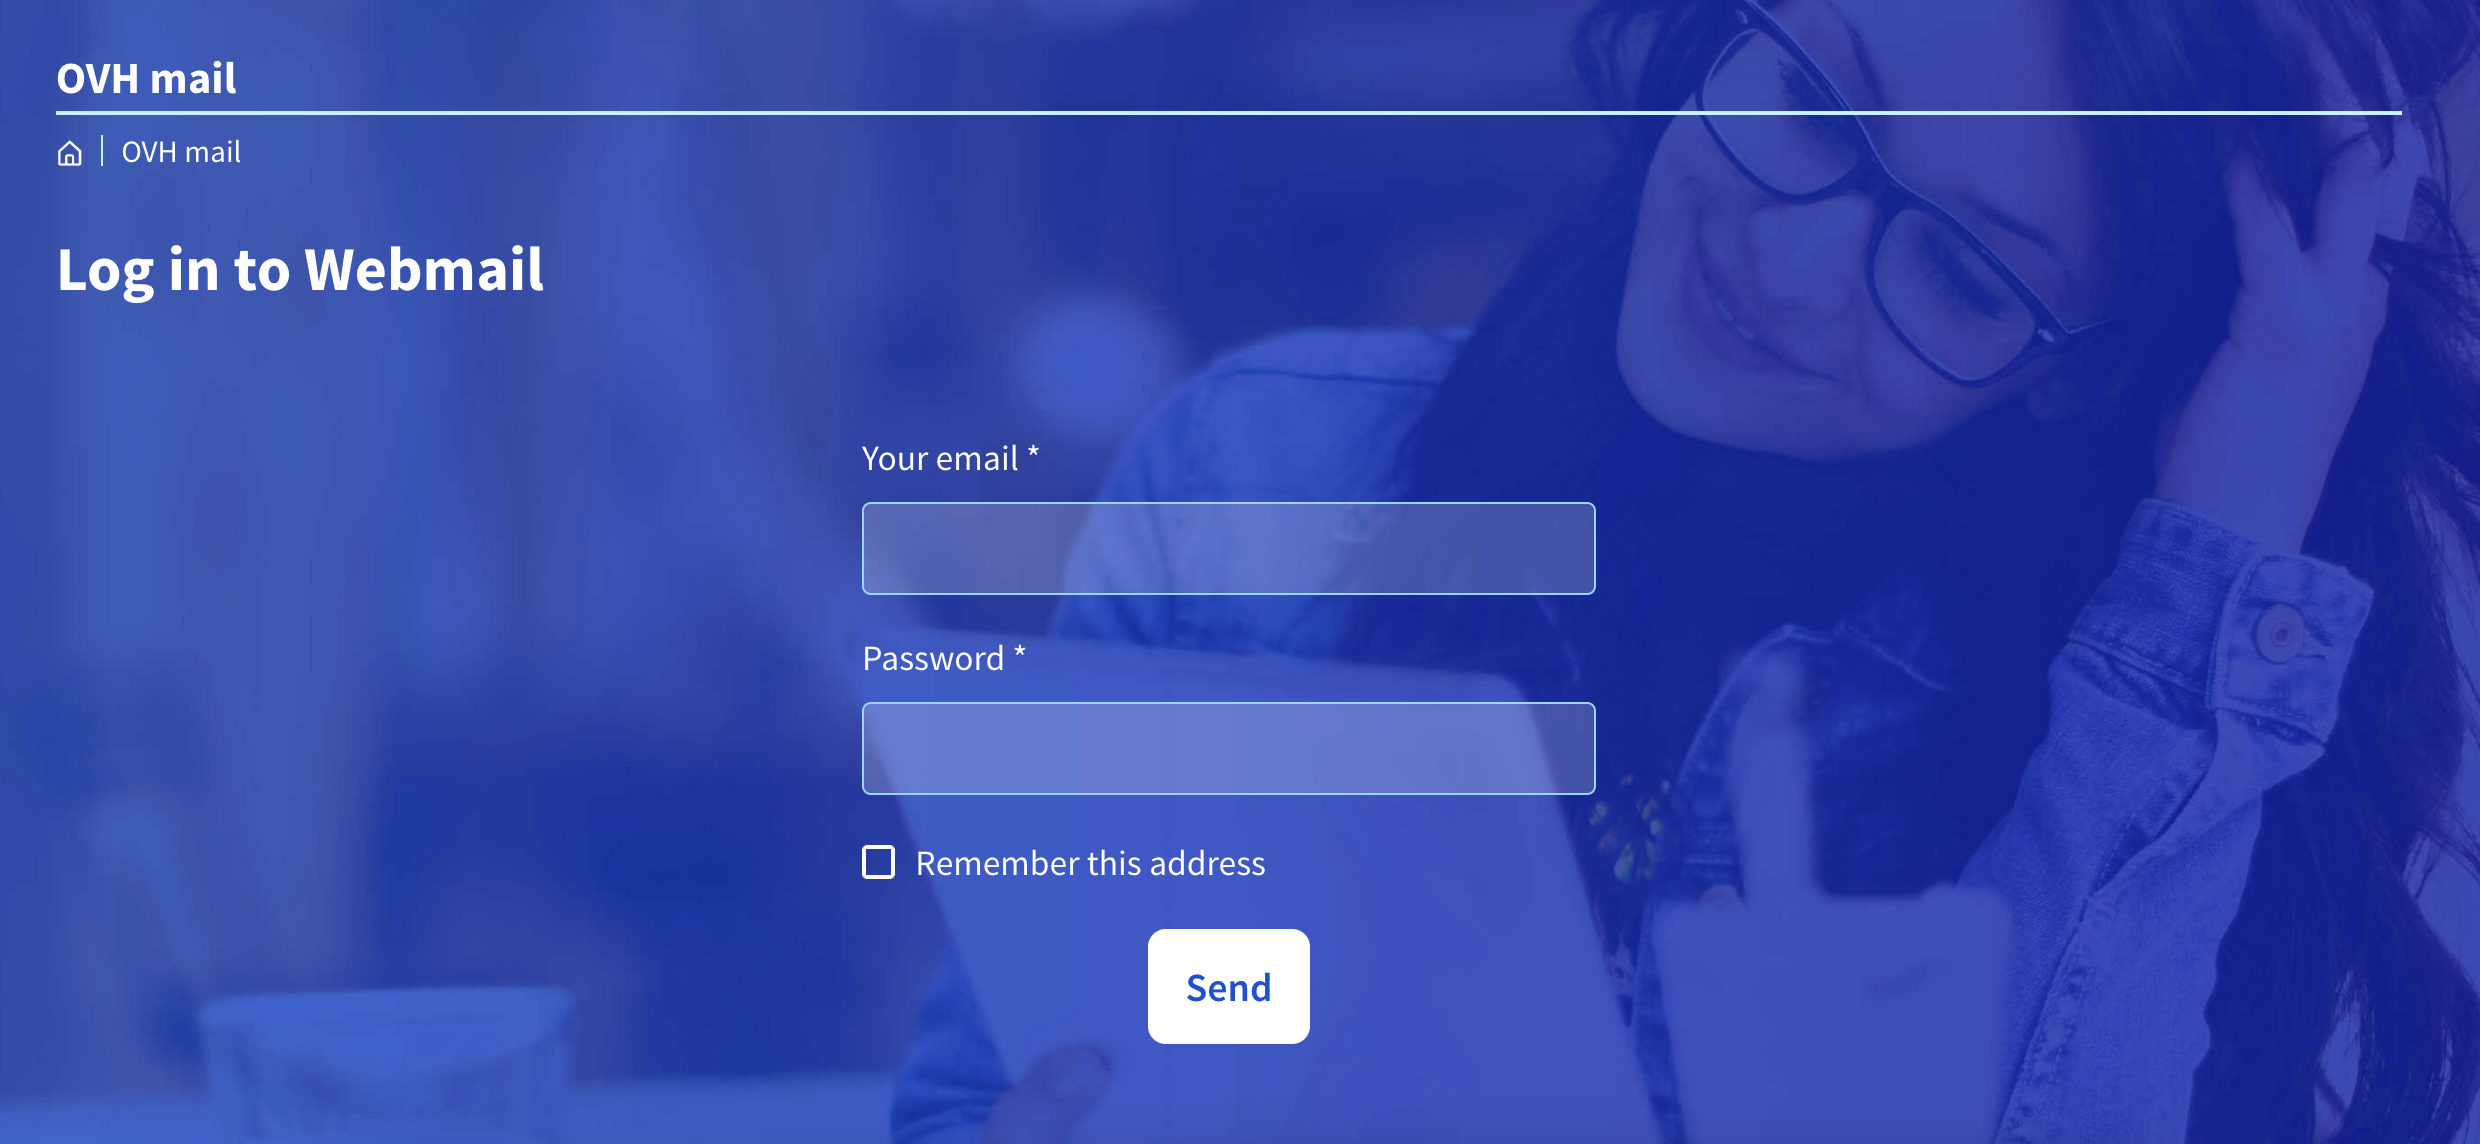 OVH mail
OVH mail
Log in to Webmail
Your email *
Password *
Remember this address
Send